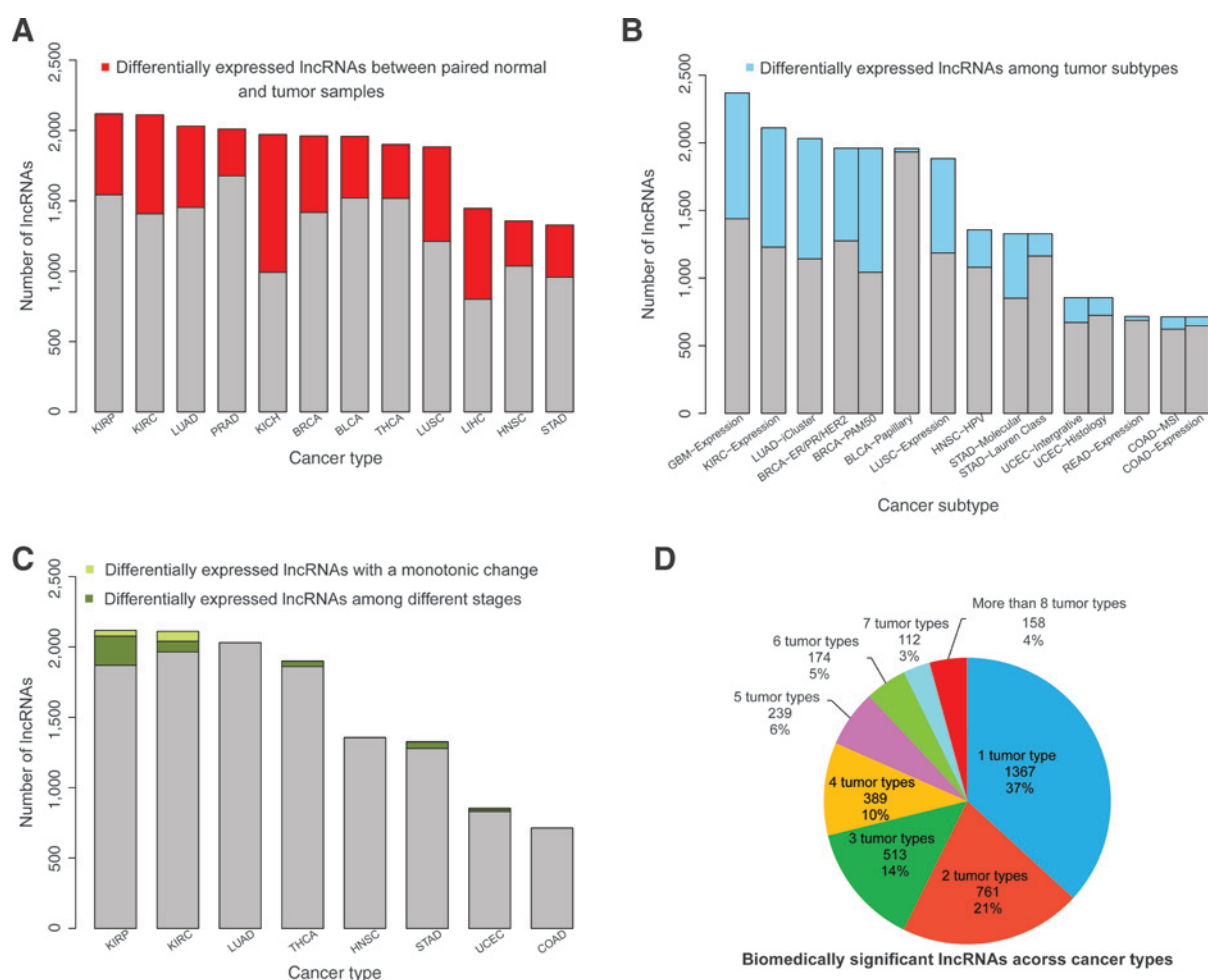 A
Differentially expressed lncRNAs between paired normal
and tumor samples
Number of lncRNAs
2,500
2,000
1,500
1,000
500
0
KIRP
KIRC
LUAD
PRAD
KICH
BRCA
BLCA
THCA
LUSC
LIHC
HNSC
STAD
Cancer type
B
Differentially expressed lncRNAs among tumor subtypes
Number of lncRNAs
2,500
2,000
1,500
1,000
500
0
GBM−Expression
KIRC−Expression
LUAD−iCluster
BRCA−ER/PR/HER2
BRCA−PAM50
BLCA−Papillary
LUSC−Expression
HNSC−HPV
STAD−Molecular
STAD−Lauren Class
UCEC−Intergrative
UCEC−Histology
READ−Expression
COAD−MSI
COAD−Expression
Cancer subtype
C
Differentially expressed lncRNAs with a monotonic change
Differentially expressed lncRNAs among different stages
Number of lncRNAs
2,500
2,000
1,500
1,000
500
0
KIRP
KIRC
LUAD
THCA
HNSC
STAD
UCEC
COAD
Cancer type
D
More than 8 tumor types
158
4%
7 tumor types
112
3%
6 tumor types
174
5%
5 tumor types
239
6%
4 tumor types
389
10%
3 tumor types
513
14%
2 tumor types
761
21%
1 tumor type
1367
37%
Biomedically significant lncRNAs acorss cancer types